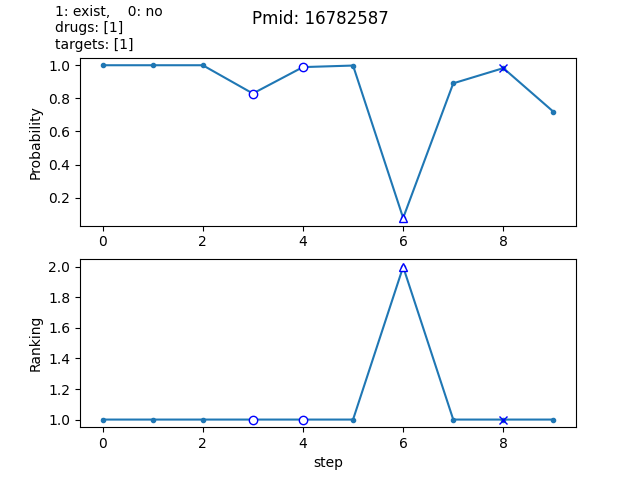 1: exist,    0: no
drugs: [1]
targets: [1]
Pmid: 16782587
Probability
1.0
0.8
0.6
0.4
0.2
0 2 4 6 8
Ranking
2.0
1.8
1.6
1.4
1.2
1.0
0 2 4 6 8
step